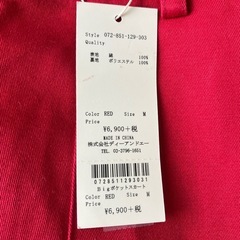 Style 072-851-129-303
Quality
表地 綿 100%
裏地 ポリエステル 100%
Color RED Size M
Price
¥6,900+税
MADE IN CHINA
株式会社ディーアンドエー
TEL 03-2796-5651
0728511293031
Bigポケットスカート
Color RED Size M
Price
¥6,900+税